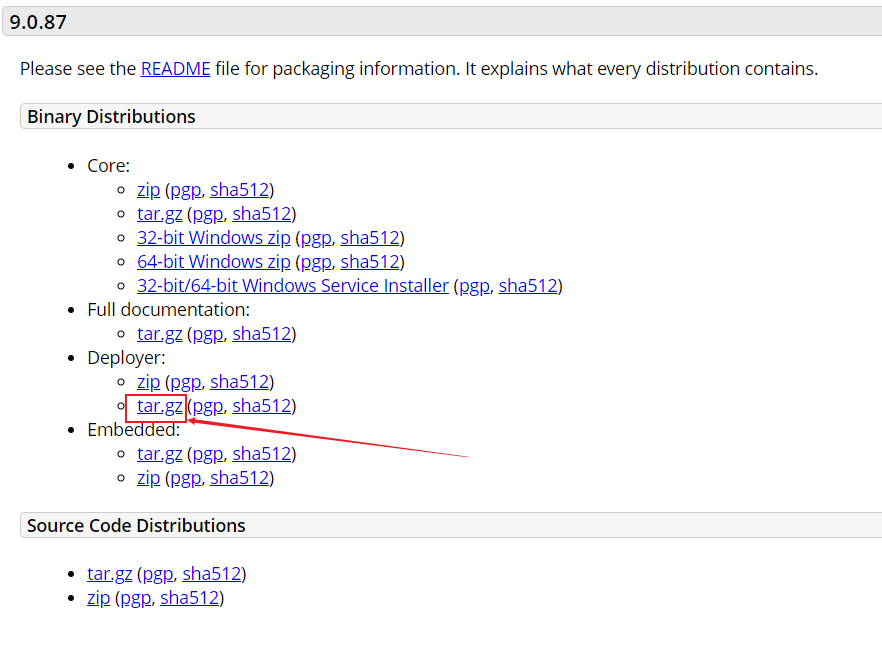 9.0.87
Please see the README file for packaging information. It explains what every distribution contains.
Binary Distributions
Core:
zip (pgp, sha512)
tar.gz (pgp, sha512)
32-bit Windows zip (pgp, sha512)
64-bit Windows zip (pgp, sha512)
32-bit/64-bit Windows Service Installer (pgp, sha512)
Full documentation:
tar.gz (pgp, sha512)
Deployer:
zip (pgp, sha512)
tar.gz (pgp, sha512)
Embedded:
tar.gz (pgp, sha512)
zip (pgp, sha512)
Source Code Distributions
tar.gz (pgp, sha512)
zip (pgp, sha512)